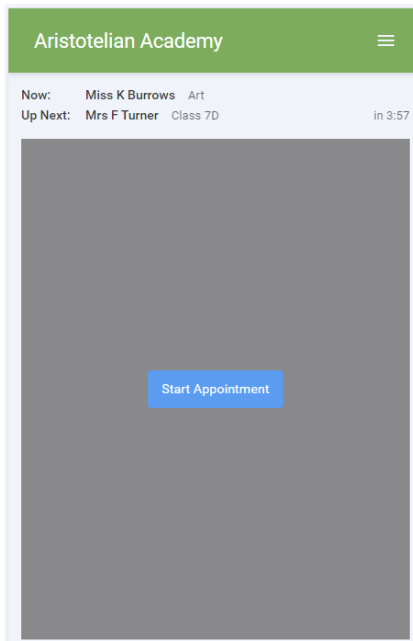 Aristotelian Academy
Now: Miss K Burrows Art
Up Next: Mrs F Turner Class 7D in 3:57
Start Appointment